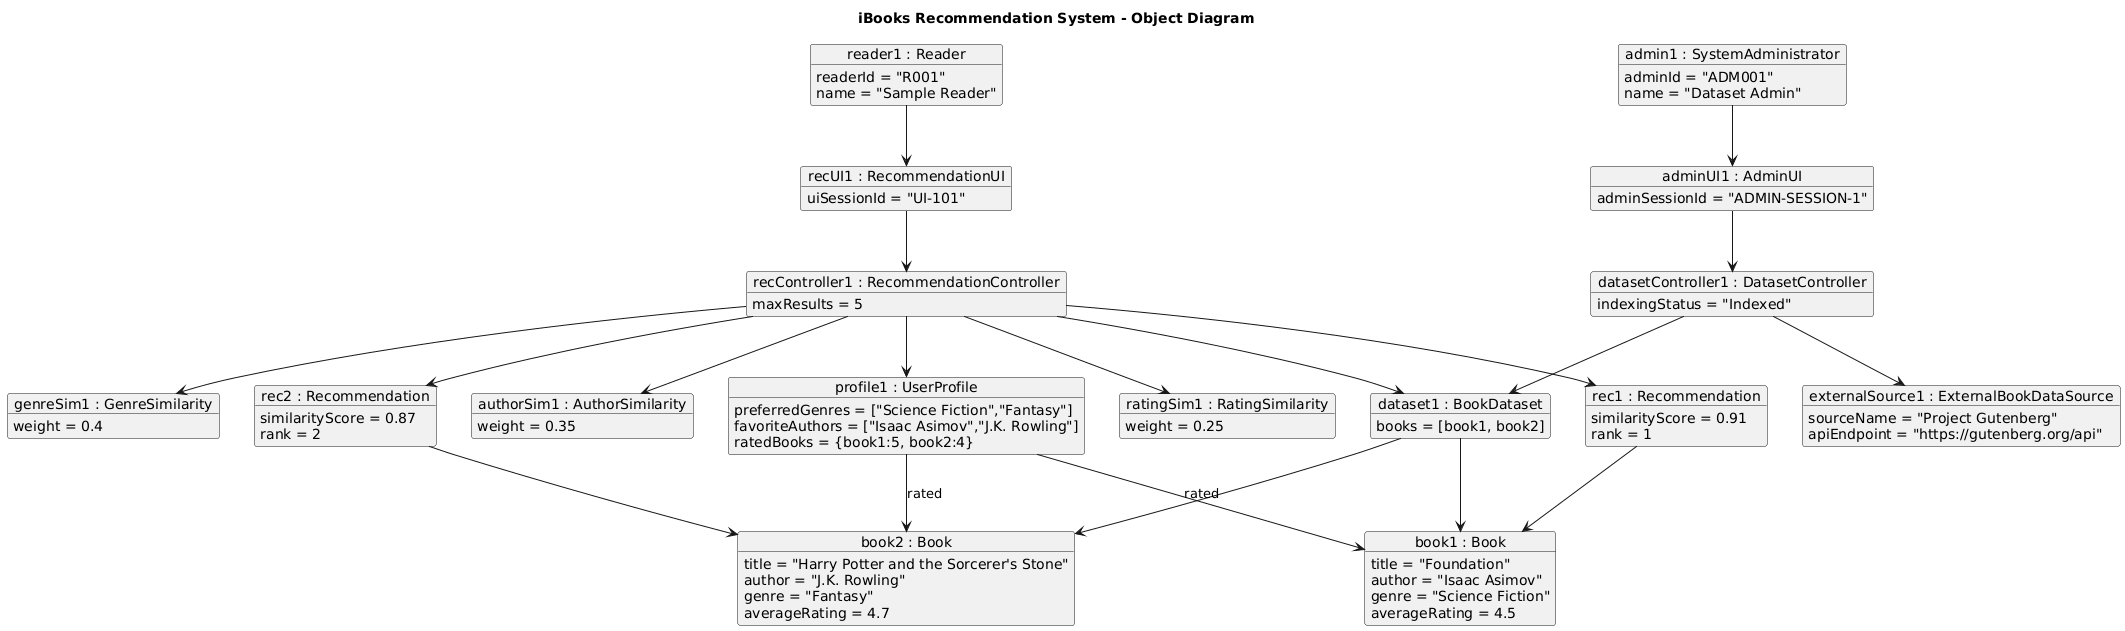 iBooks Recommendation System - Object Diagram
reader1 : Reader
readerId = "R001"
name = "Sample Reader"
admin1 : SystemAdministrator
adminId = "ADM001"
name = "Dataset Admin"
recUI1 : RecommendationUI
uiSessionId = "UI-101"
adminUI1 : AdminUI
adminSessionId = "ADMIN-SESSION-1"
recController1 : RecommendationController
maxResults = 5
datasetController1 : DatasetController
indexingStatus = "Indexed"
genreSim1 : GenreSimilarity
weight = 0.4
rec2 : Recommendation
similarityScore = 0.87
rank = 2
authorSim1 : AuthorSimilarity
weight = 0.35
profile1 : UserProfile
preferredGenres = ["Science Fiction","Fantasy"]
favoriteAuthors = ["Isaac Asimov","J.K. Rowling"]
ratedBooks = {book1:5, book2:4}
ratingSim1 : RatingSimilarity
weight = 0.25
dataset1 : BookDataset
books = [book1, book2]
rec1 : Recommendation
similarityScore = 0.91
rank = 1
externalSource1 : ExternalBookDataSource
sourceName = "Project Gutenberg"
apiEndpoint = "https://gutenberg.org/api"
rated
rated
book2 : Book
title = "Harry Potter and the Sorcerer's Stone"
author = "J.K. Rowling"
genre = "Fantasy"
averageRating = 4.7
book1 : Book
title = "Foundation"
author = "Isaac Asimov"
genre = "Science Fiction"
averageRating = 4.5